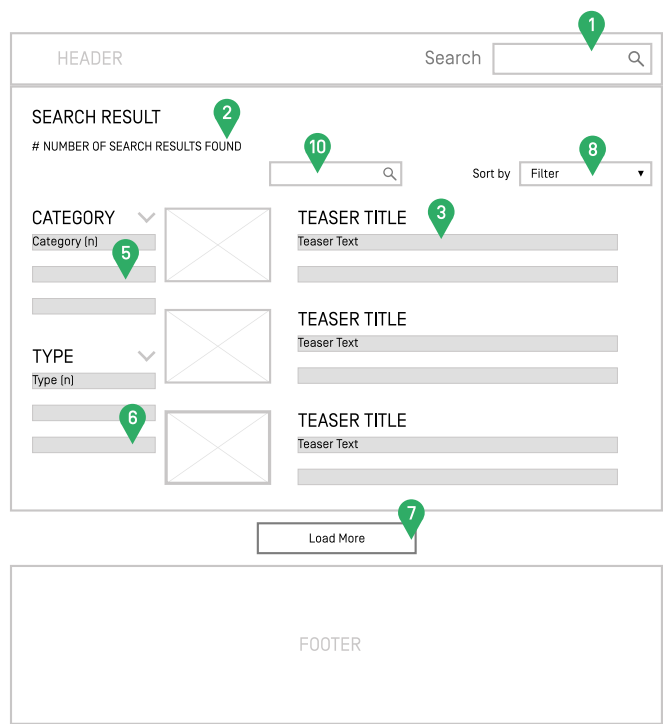 1
HEADER
Search
SEARCH RESULT
2
# NUMBER OF SEARCH RESULTS FOUND
10
8
Sort by
Filter
CATEGORY
Category (n)
5
TYPE
Type (n)
6
TEASER TITLE
3
Teaser Text
TEASER TITLE
Teaser Text
TEASER TITLE
Teaser Text
7
Load More
FOOTER